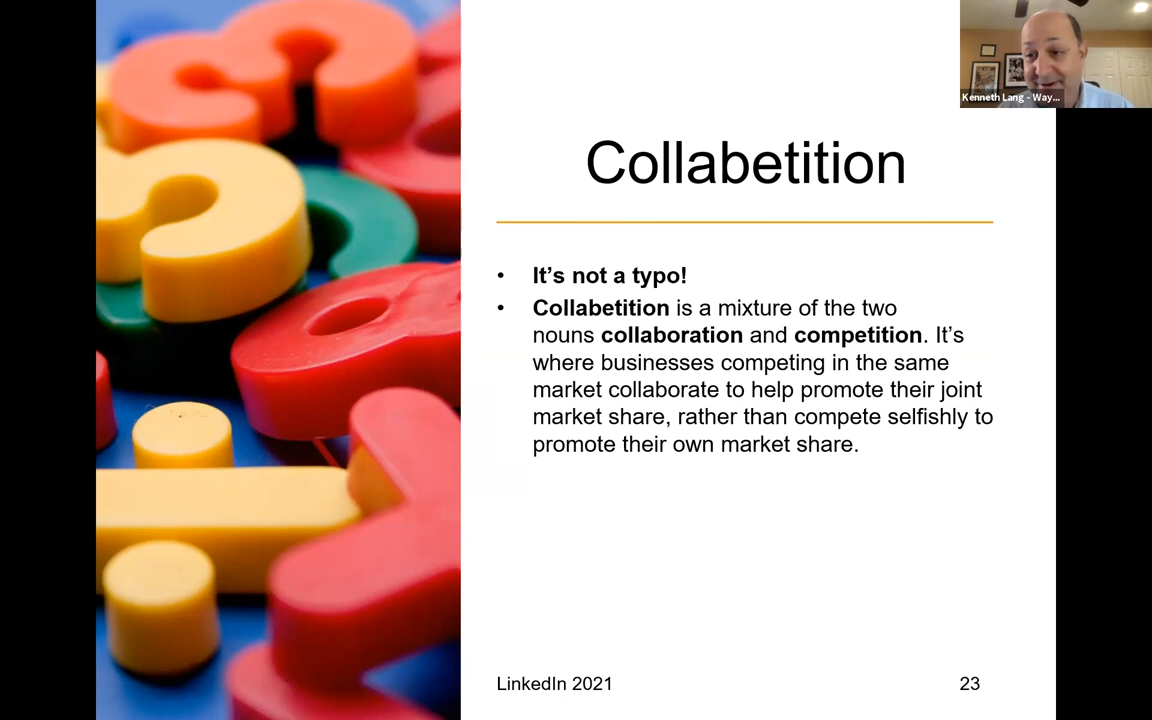 Kenneth Lang - Way...
Collabetition
• It’s not a typo!
• Collabetition is a mixture of the two
nouns collaboration and competition. It’s
where businesses competing in the same
market collaborate to help promote their joint
market share, rather than compete selfishly to
promote their own market share.
LinkedIn 2021
23